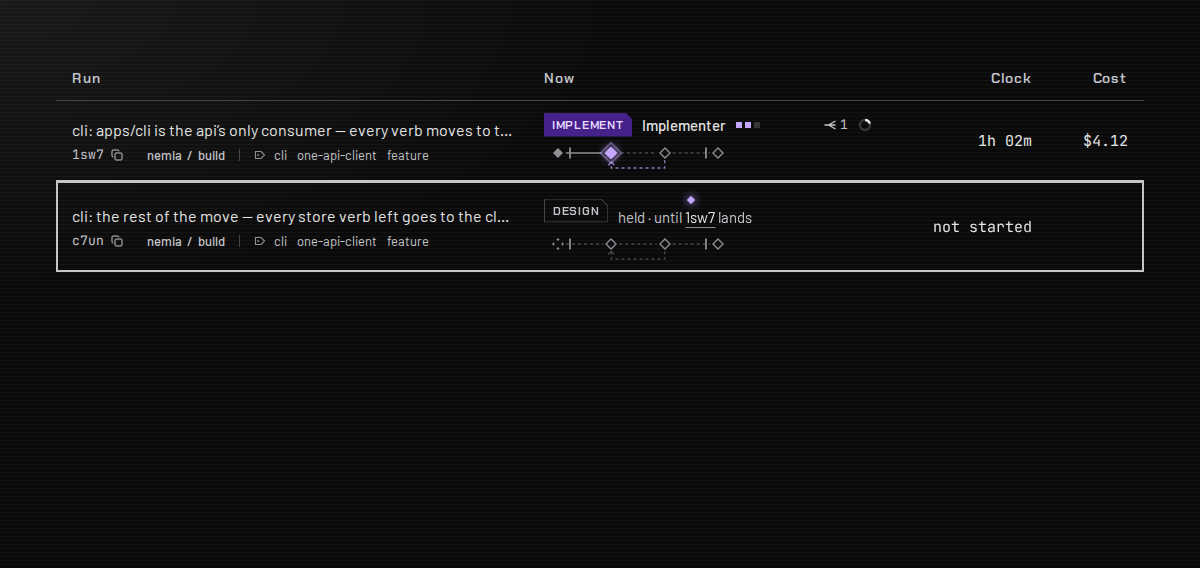 Run Now Clock Cost
cli: apps/cli is the api's only consumer — every verb moves to t...
IMPLEMENT Implementer 1
1sw7 nemla / build cli one-api-client feature
1h 02m $4.12
cli: the rest of the move — every store verb left goes to the cl...
DESIGN held · until 1sw7 lands
c7un nemla / build cli one-api-client feature
not started